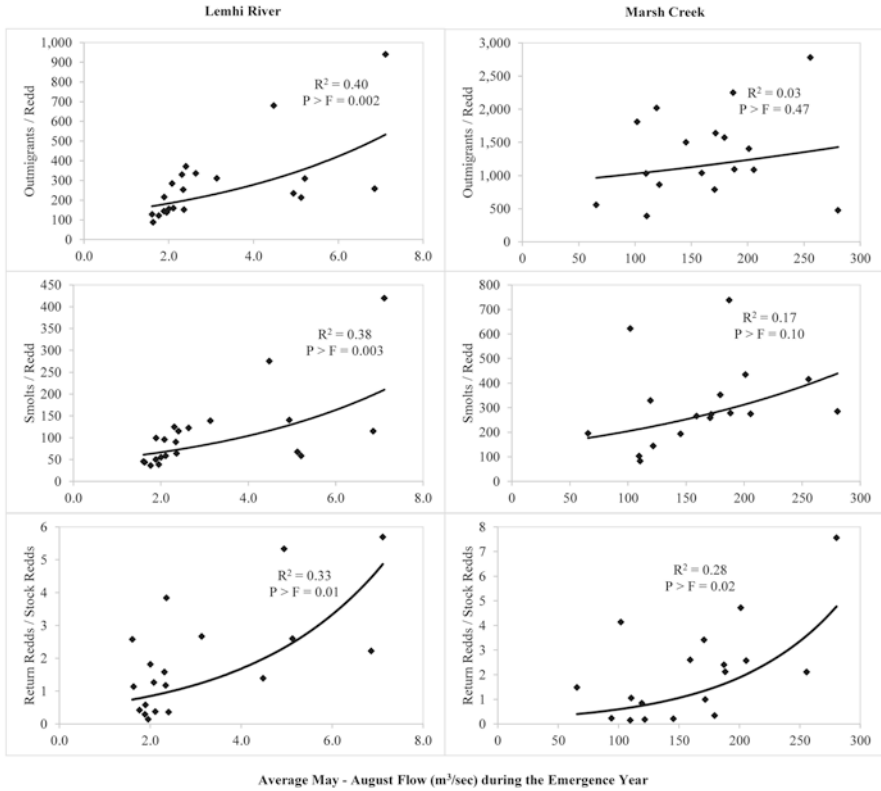 Lemhi River
Marsh Creek
Outmigrants / Redd
1,000
900
800
700
600
500
400
300
200
100
0
R² = 0.40
P > F = 0.002
0.0 2.0 4.0 6.0 8.0
Outmigrants / Redd
3,000
2,500
2,000
1,500
1,000
500
0
R² = 0.03
P > F = 0.47
0 50 100 150 200 250 300
Smolts / Redd
450
400
350
300
250
200
150
100
50
0
R² = 0.38
P > F = 0.003
0.0 2.0 4.0 6.0 8.0
Smolts / Redd
800
700
600
500
400
300
200
100
0
R² = 0.17
P > F = 0.10
0 50 100 150 200 250 300
Return Redds / Stock Redds
6
5
4
3
2
1
0
R² = 0.33
P > F = 0.01
0.0 2.0 4.0 6.0 8.0
Return Redds / Stock Redds
8
7
6
5
4
3
2
1
0
R² = 0.28
P > F = 0.02
0 50 100 150 200 250 300
Average May - August Flow (m³/sec) during the Emergence Year